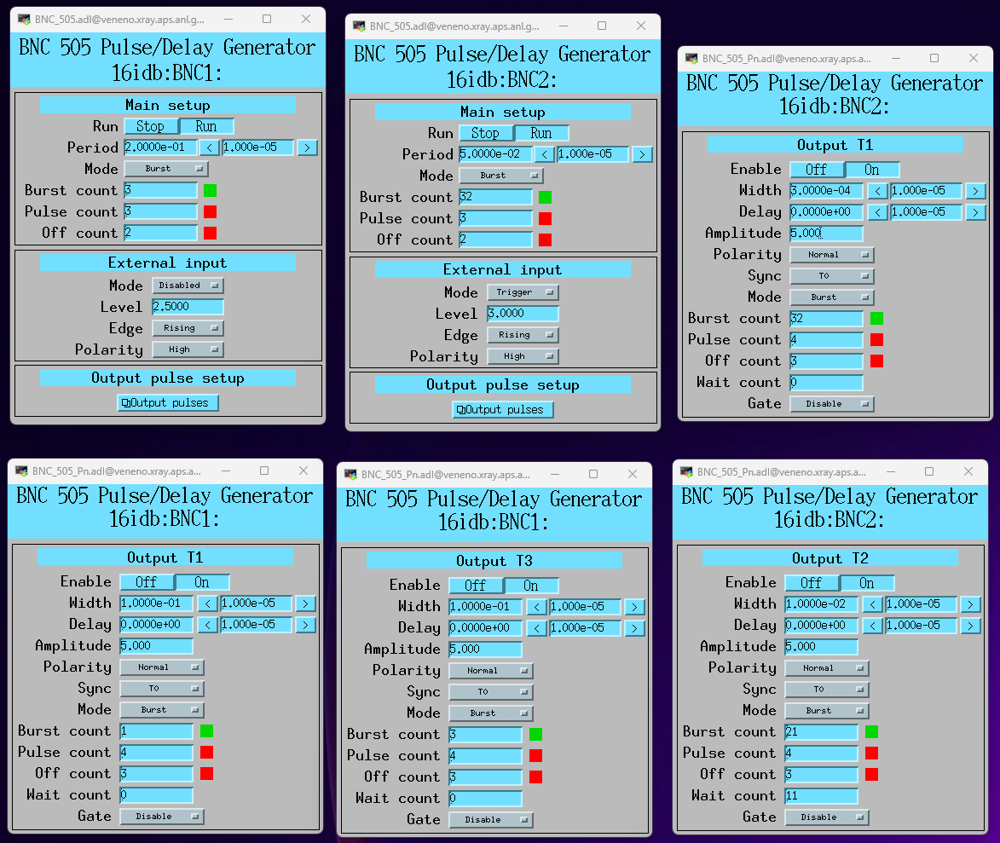 BNC_505.adl@veneno.xray.aps.anl.g...
BNC 505 Pulse/Delay Generator
16idb:BNC1:
Main setup
Run Stop Run
Period 2.0000e-01 < 1.000e-05 >
Mode Burst
Burst count 3
Pulse count 3
Off count 2
External input
Mode Disabled
Level 2.5000
Edge Rising
Polarity High
Output pulse setup
Output pulses
BNC_505.adl@veneno.xray.aps.anl.g...
BNC 505 Pulse/Delay Generator
16idb:BNC2:
Main setup
Run Stop Run
Period 5.0000e-02 < 1.000e-05 >
Mode Burst
Burst count 32
Pulse count 3
Off count 2
External input
Mode Trigger
Level 3.0000
Edge Rising
Polarity High
Output pulse setup
Output pulses
BNC_505_Pn.adl@veneno.xray.aps.a...
BNC 505 Pulse/Delay Generator
16idb:BNC2:
Output T1
Enable Off On
Width 3.0000e-04 < 1.000e-05 >
Delay 0.0000e+00 < 1.000e-05 >
Amplitude 5.000
Polarity Normal
Sync T0
Mode Burst
Burst count 32
Pulse count 4
Off count 3
Wait count 0
Gate Disable
BNC_505_Pn.adl@veneno.xray.aps.a...
BNC 505 Pulse/Delay Generator
16idb:BNC1:
Output T1
Enable Off On
Width 1.0000e-01 < 1.000e-05 >
Delay 0.0000e+00 < 1.000e-05 >
Amplitude 5.000
Polarity Normal
Sync T0
Mode Burst
Burst count 1
Pulse count 4
Off count 3
Wait count 0
Gate Disable
BNC_505_Pn.adl@veneno.xray.aps.a...
BNC 505 Pulse/Delay Generator
16idb:BNC1:
Output T3
Enable Off On
Width 1.0000e-01 < 1.000e-05 >
Delay 0.0000e+00 < 1.000e-05 >
Amplitude 5.000
Polarity Normal
Sync T0
Mode Burst
Burst count 3
Pulse count 4
Off count 3
Wait count 0
Gate Disable
BNC_505_Pn.adl@veneno.xray.aps.a...
BNC 505 Pulse/Delay Generator
16idb:BNC2:
Output T2
Enable Off On
Width 1.0000e-02 < 1.000e-05 >
Delay 0.0000e+00 < 1.000e-05 >
Amplitude 5.000
Polarity Normal
Sync T0
Mode Burst
Burst count 21
Pulse count 4
Off count 3
Wait count 11
Gate Disable